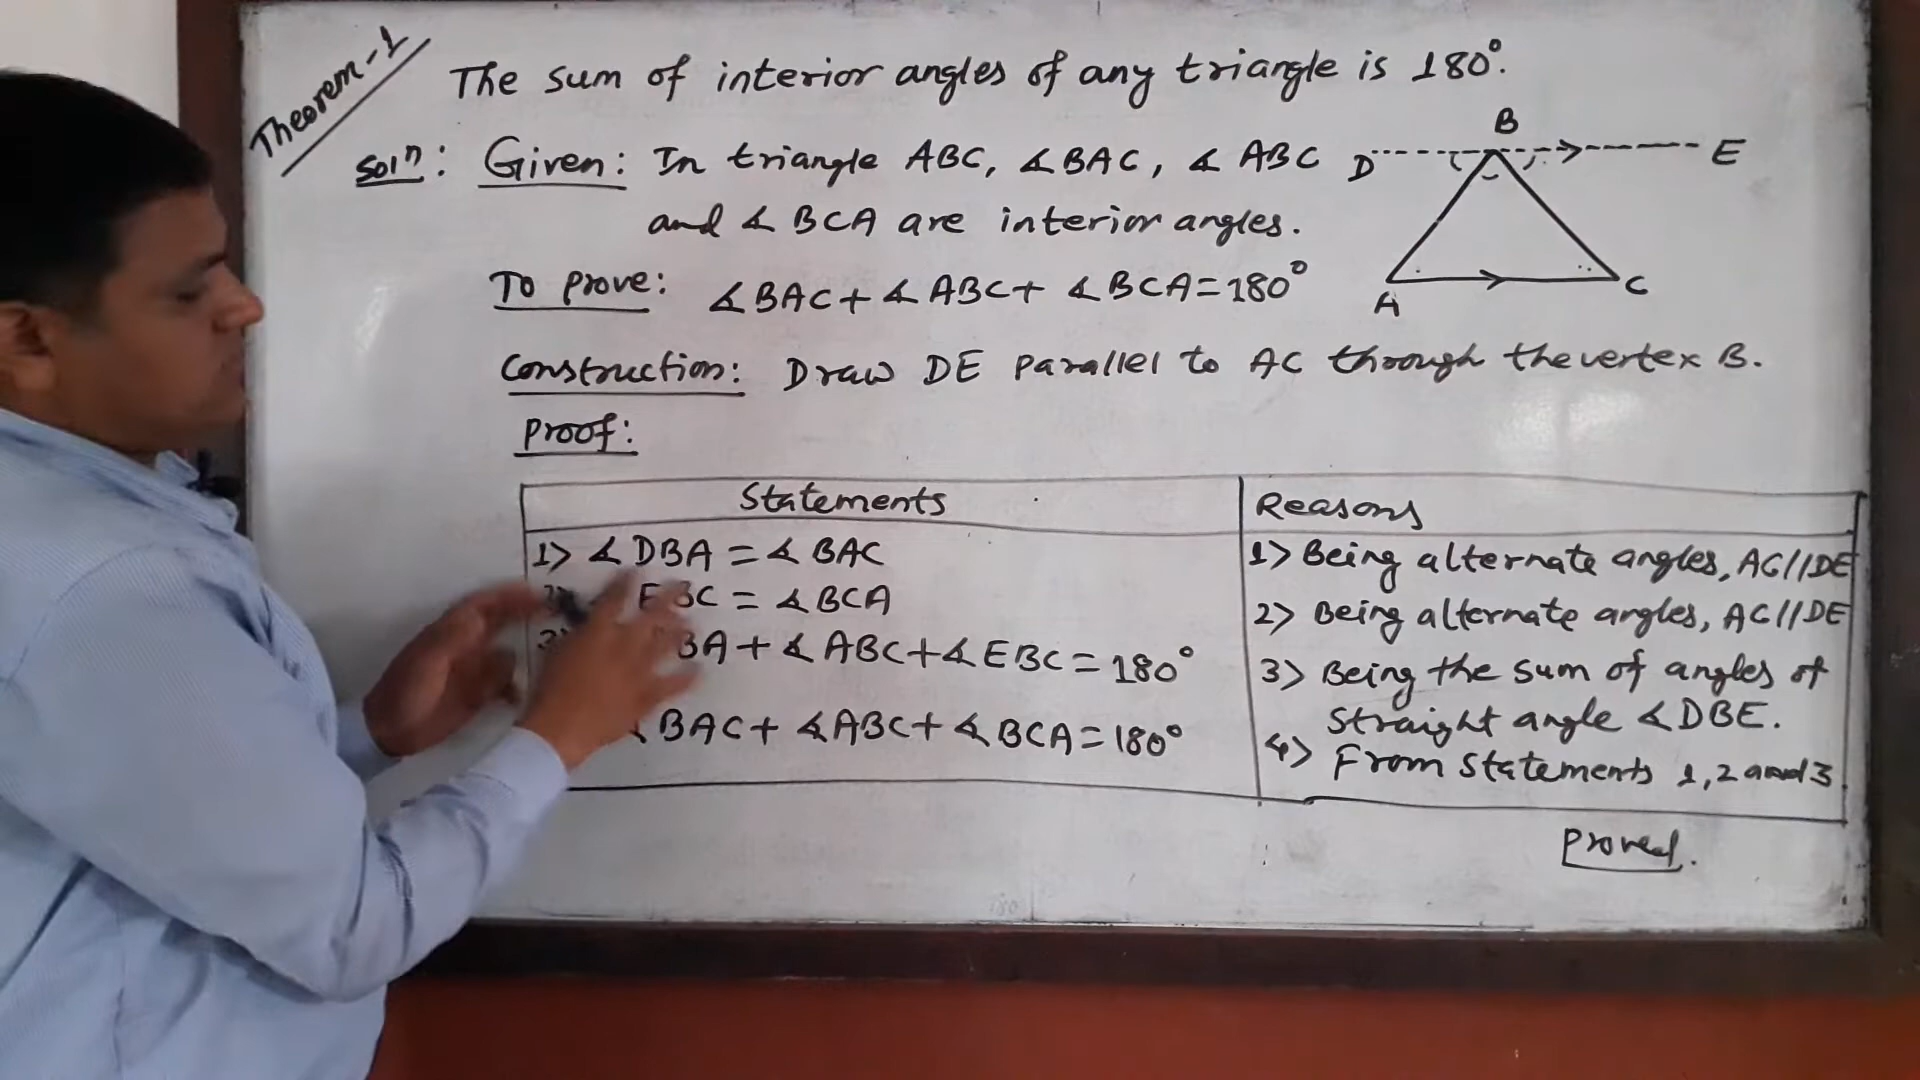 Theorem-1
The sum of interior angles of any triangle is 180°.
Soln: Given: In triangle ABC, ∡BAC, ∡ABC
and ∡BCA are interior angles.
To prove: ∡BAC + ∡ABC + ∡BCA = 180°
B
D
E
A
C
Construction: Draw DE parallel to AC through the vertex B.
Proof:
Statements
Reasons
1> ∡DBA = ∡BAC
1> Being alternate angles, AC//DE
EBC = ∡BCA
2> Being alternate angles, AC//DE
BA + ∡ABC + ∡EBC = 180°
3> Being the sum of angles of
straight angle ∡DBE.
∡BAC + ∡ABC + ∡BCA = 180°
4> From statements 1, 2 and 3
Proved.